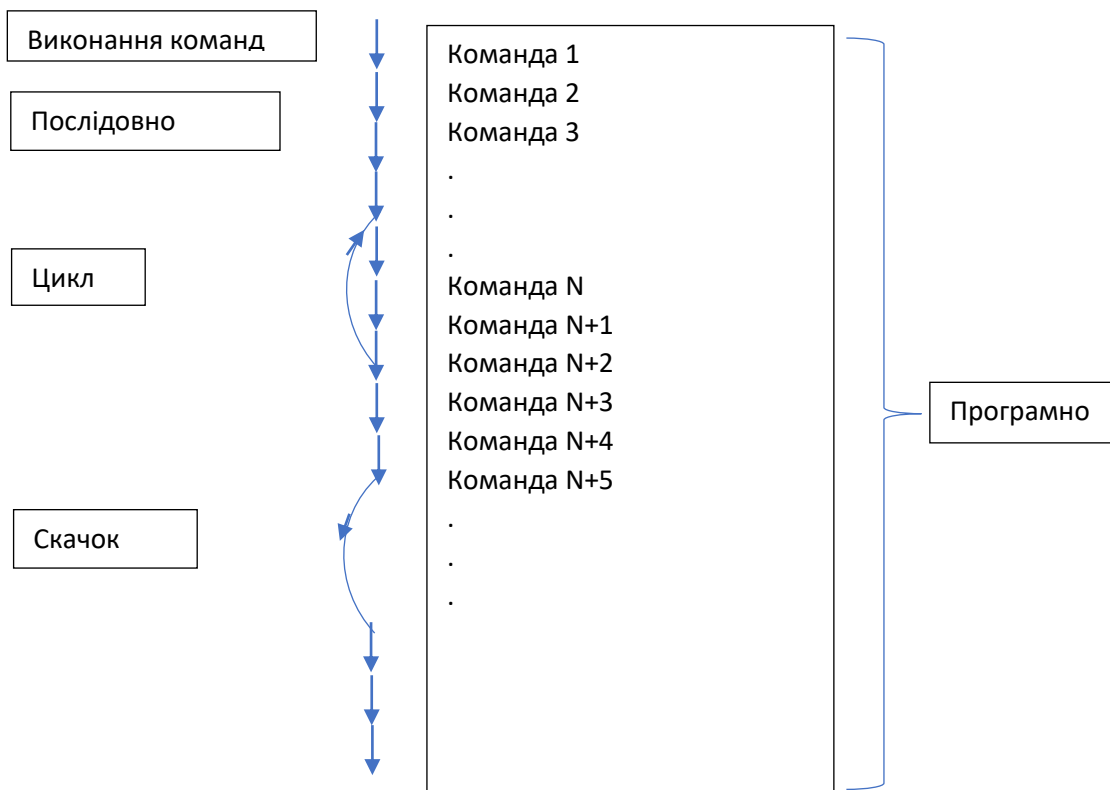 Виконання команд
Послідовно
Цикл
Скачок
Команда 1
Команда 2
Команда 3
.
.
.
Команда N
Команда N+1
Команда N+2
Команда N+3
Команда N+4
Команда N+5
.
.
.
Програмно